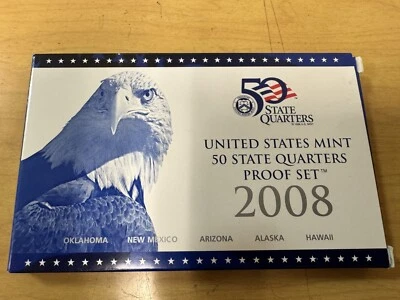 50
STATE
QUARTERS
UNITED STATES MINT
50 STATE QUARTERS
PROOF SET™
2008
OKLAHOMA NEW MEXICO ARIZONA ALASKA HAWAII